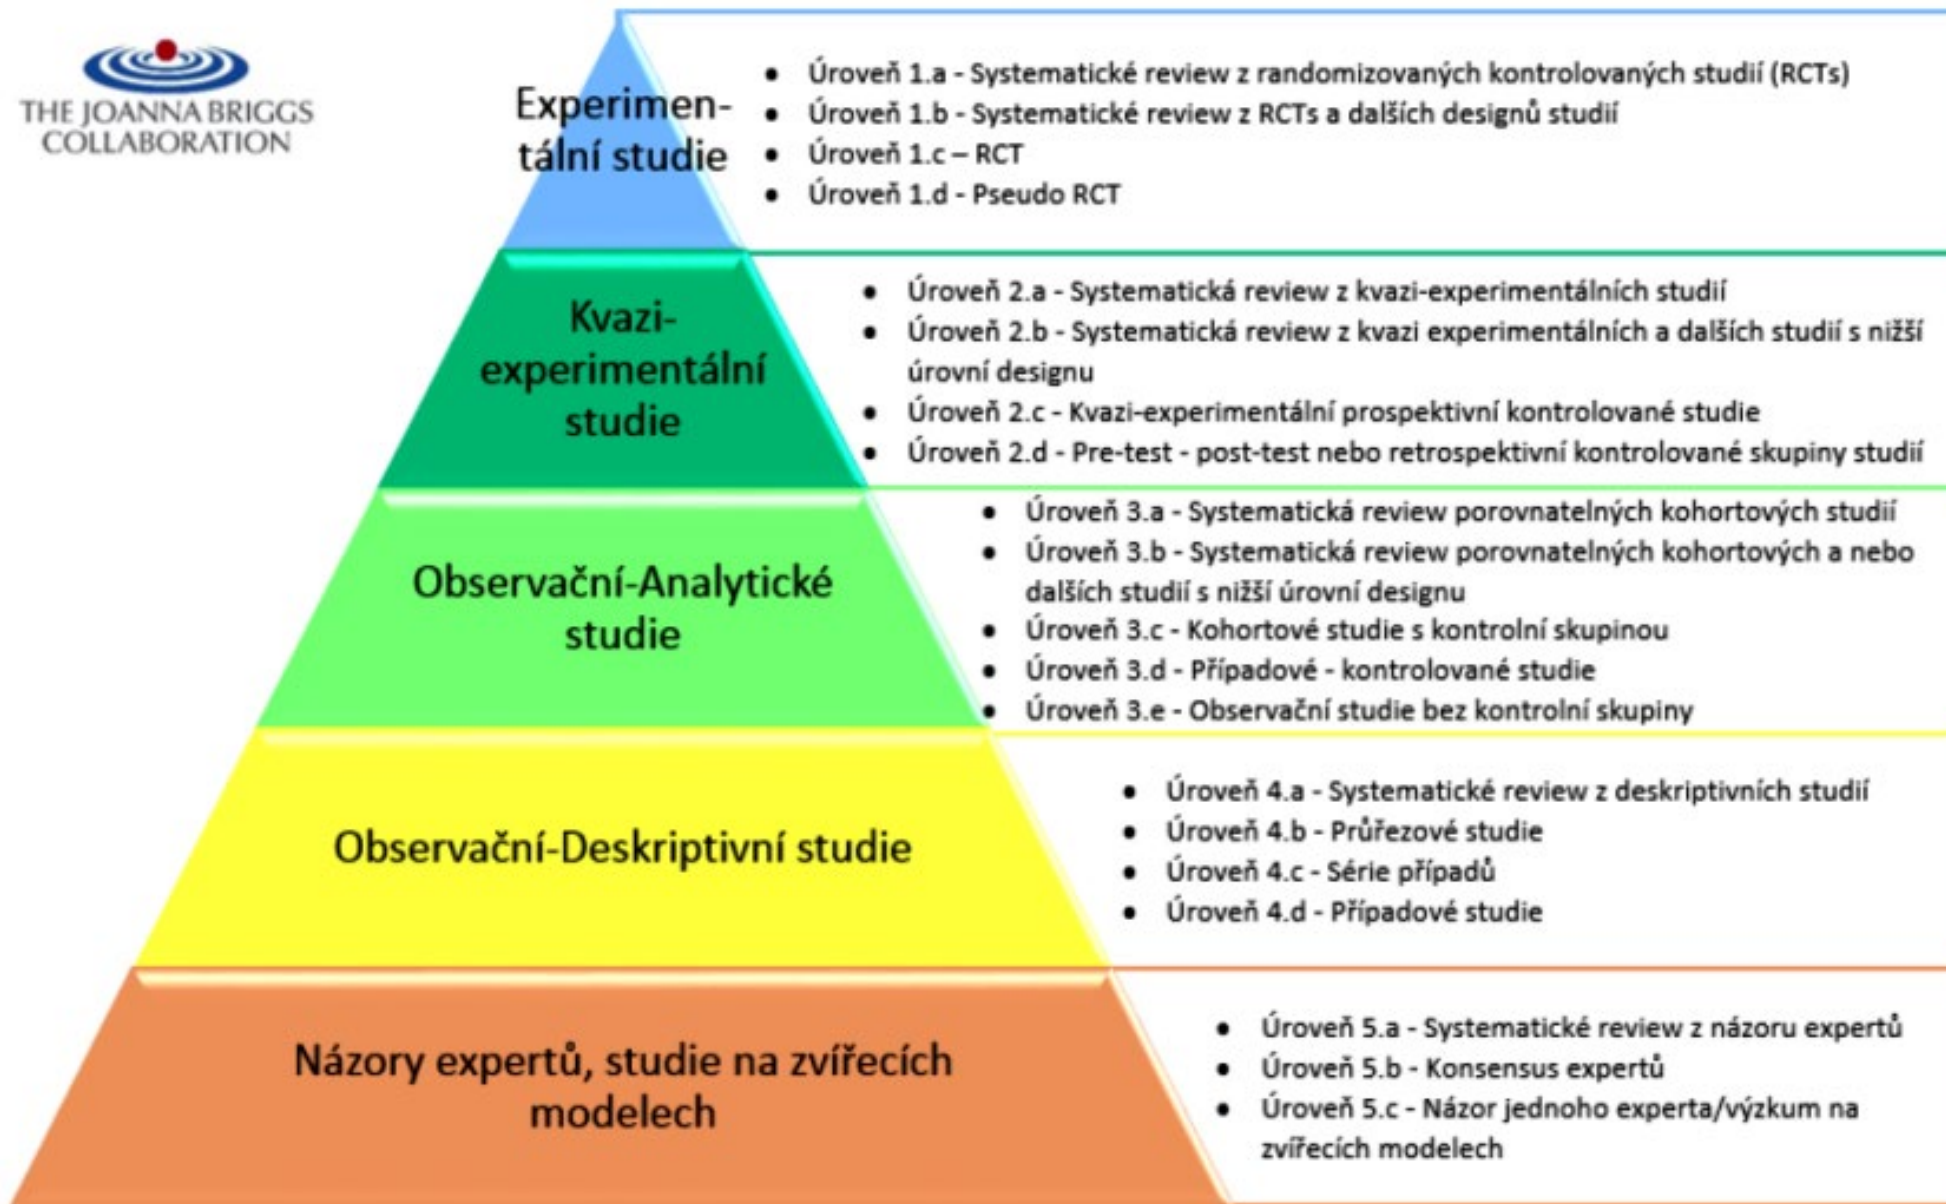 THE JOANNA BRIGGS
COLLABORATION
Experimen-
tální studie
• Úroveň 1.a - Systematické review z randomizovaných kontrolovaných studií (RCTs)
• Úroveň 1.b - Systematické review z RCTs a dalších designů studií
• Úroveň 1.c – RCT
• Úroveň 1.d - Pseudo RCT
Kvazi-
experimentální
studie
• Úroveň 2.a - Systematická review z kvazi-experimentálních studií
• Úroveň 2.b - Systematická review z kvazi experimentálních a dalších studií s nižší
úrovní designu
• Úroveň 2.c - Kvazi-experimentální prospektivní kontrolované studie
• Úroveň 2.d - Pre-test - post-test nebo retrospektivní kontrolované skupiny studií
Observační-Analytické
studie
• Úroveň 3.a - Systematická review porovnatelných kohortových studií
• Úroveň 3.b - Systematická review porovnatelných kohortových a nebo
dalších studií s nižší úrovní designu
• Úroveň 3.c - Kohortové studie s kontrolní skupinou
• Úroveň 3.d - Případové - kontrolované studie
• Úroveň 3.e - Observační studie bez kontrolní skupiny
Observační-Deskriptivní studie
• Úroveň 4.a - Systematické review z deskriptivních studií
• Úroveň 4.b - Průřezové studie
• Úroveň 4.c - Série případů
• Úroveň 4.d - Případové studie
Názory expertů, studie na zvířecích
modelech
• Úroveň 5.a - Systematické review z názoru expertů
• Úroveň 5.b - Konsensus expertů
• Úroveň 5.c - Názor jednoho experta/výzkum na
zvířecích modelech